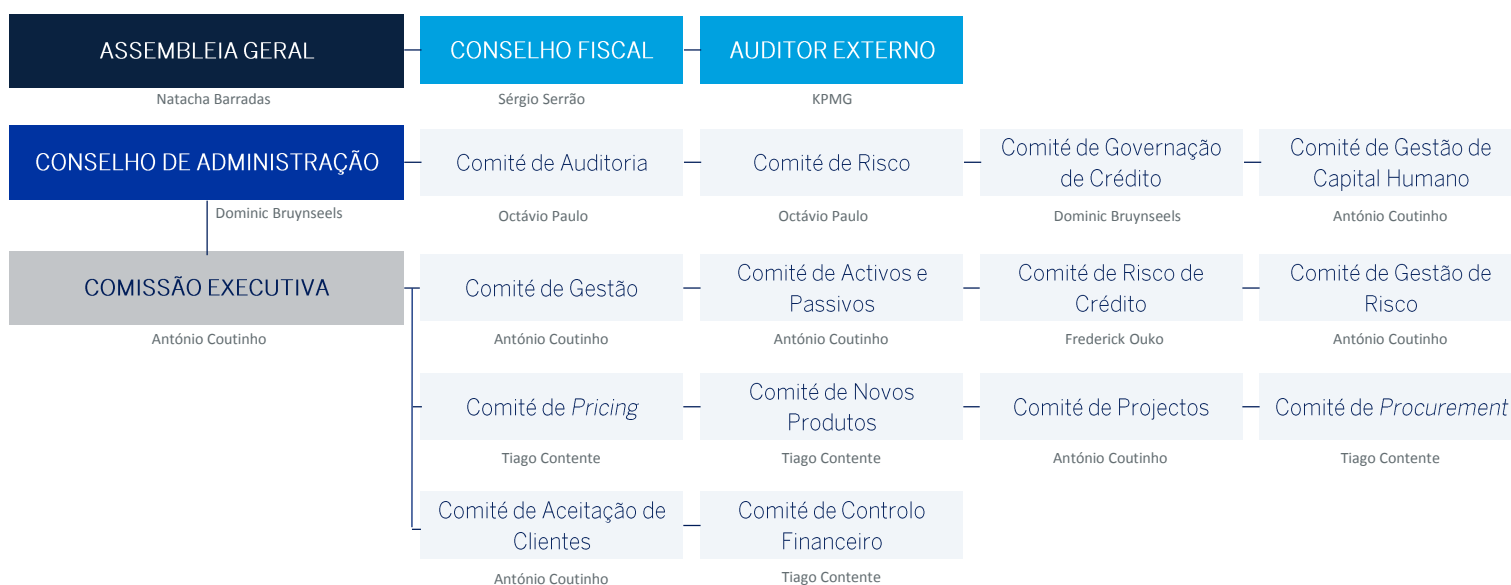 ASSEMBLEIA GERAL
CONSELHO FISCAL
AUDITOR EXTERNO
Natacha Barradas
Sérgio Serrão
KPMG
CONSELHO DE ADMINISTRAÇÃO
Comité de Auditoria
Comité de Risco
Comité de Governação
de Crédito
Comité de Gestão de
Capital Humano
Dominic Bruynseels
Octávio Paulo
Octávio Paulo
Dominic Bruynseels
António Coutinho
COMISSÃO EXECUTIVA
Comité de Gestão
Comité de Activos e
Passivos
Comité de Risco de
Crédito
Comité de Gestão de
Risco
António Coutinho
António Coutinho
António Coutinho
Frederick Ouko
António Coutinho
Comité de Pricing
Comité de Novos
Produtos
Comité de Projectos
Comité de Procurement
Tiago Contente
Tiago Contente
António Coutinho
Tiago Contente
Comité de Aceitação de
Clientes
Comité de Controlo
Financeiro
António Coutinho
Tiago Contente